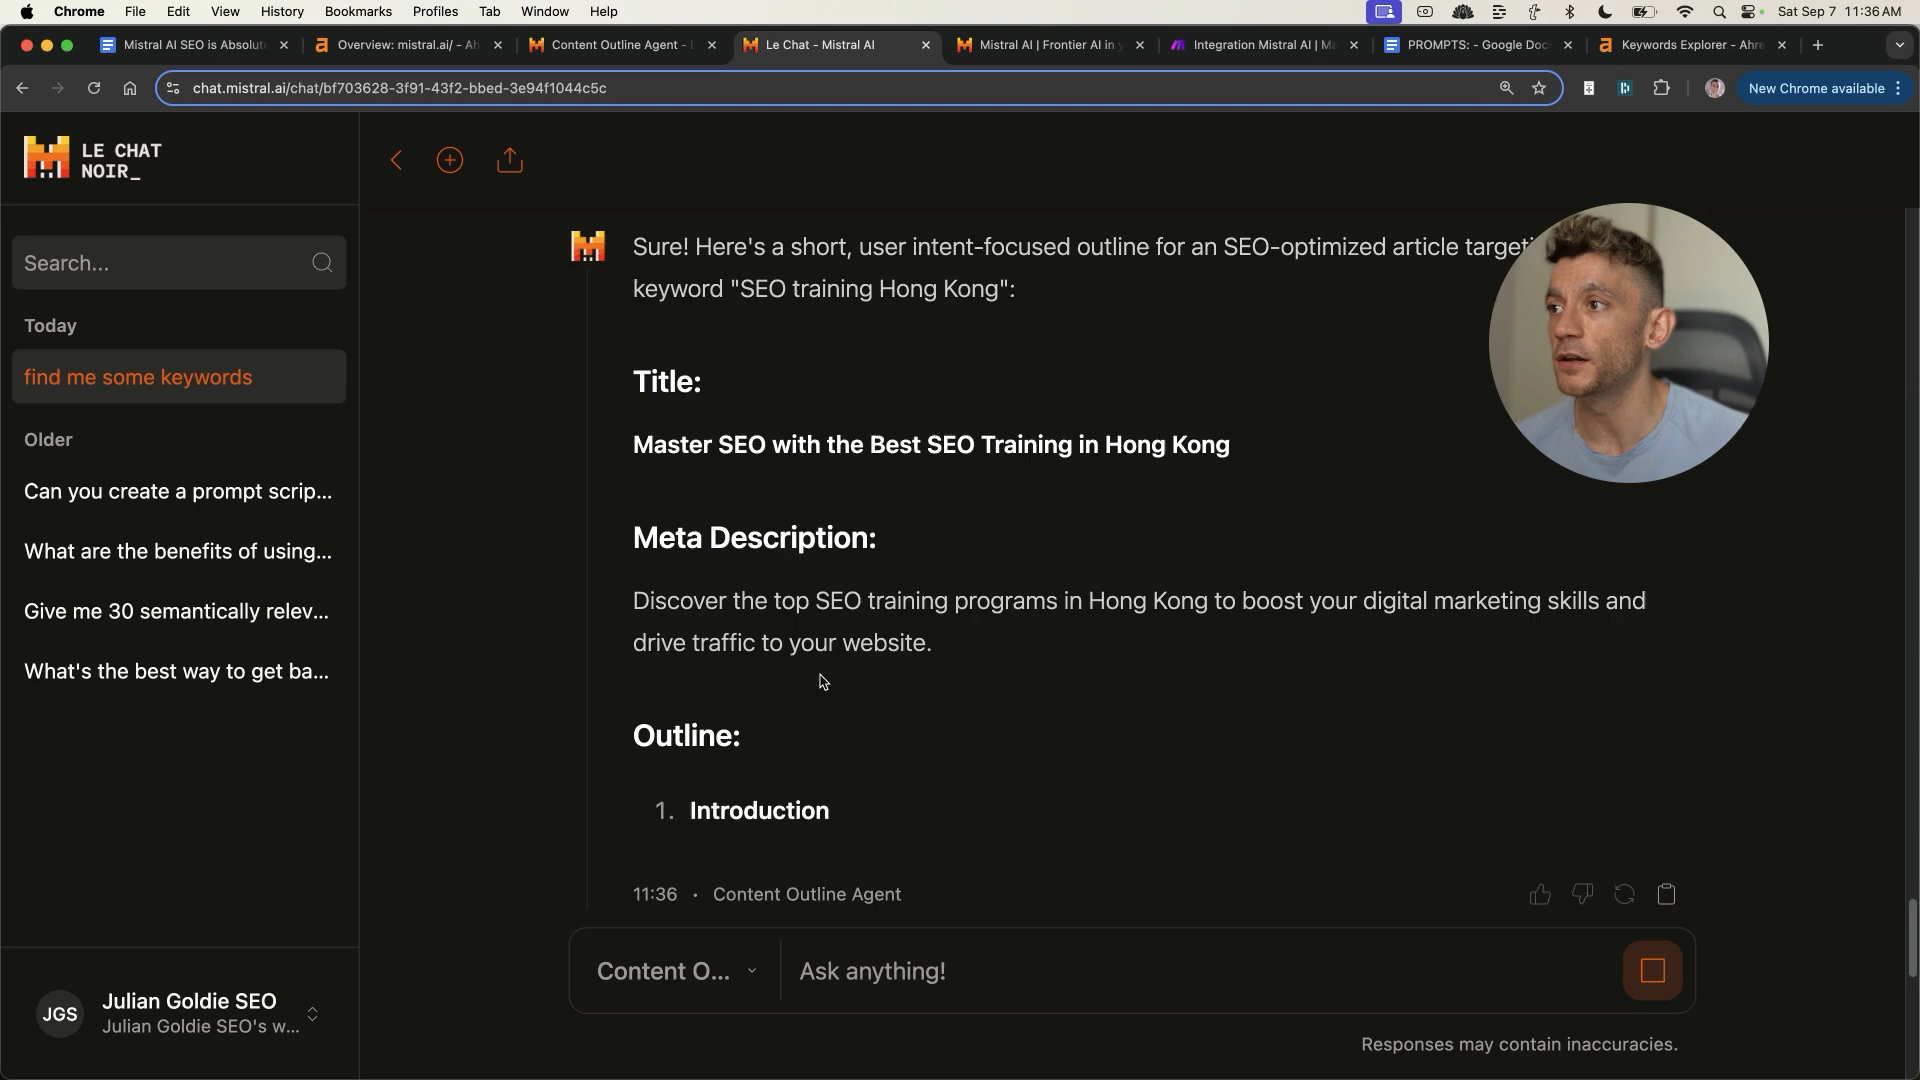 Chrome File Edit View History Bookmarks Profiles Tab Window Help Sat Sep 7 11:36 AM
Mistral AI SEO is Absolut Overview: mistral.ai/ - Ah Content Outline Agent - L Le Chat - Mistral AI Mistral AI | Frontier AI in y Integration Mistral AI | Ma PROMPTS: - Google Doc Keywords Explorer - Ahre
chat.mistral.ai/chat/bf703628-3f91-43f2-bbed-3e94f1044c5c New Chrome available
LE CHAT
NOIR_
Search...
Today
find me some keywords
Older
Can you create a prompt scrip...
What are the benefits of using...
Give me 30 semantically relev...
What's the best way to get ba...
JGS
Julian Goldie SEO
Julian Goldie SEO's w...
Sure! Here's a short, user intent-focused outline for an SEO-optimized article targeti
keyword "SEO training Hong Kong":
Title:
Master SEO with the Best SEO Training in Hong Kong
Meta Description:
Discover the top SEO training programs in Hong Kong to boost your digital marketing skills and
drive traffic to your website.
Outline:
1. Introduction
11:36 · Content Outline Agent
Content O... Ask anything!
Responses may contain inaccuracies.